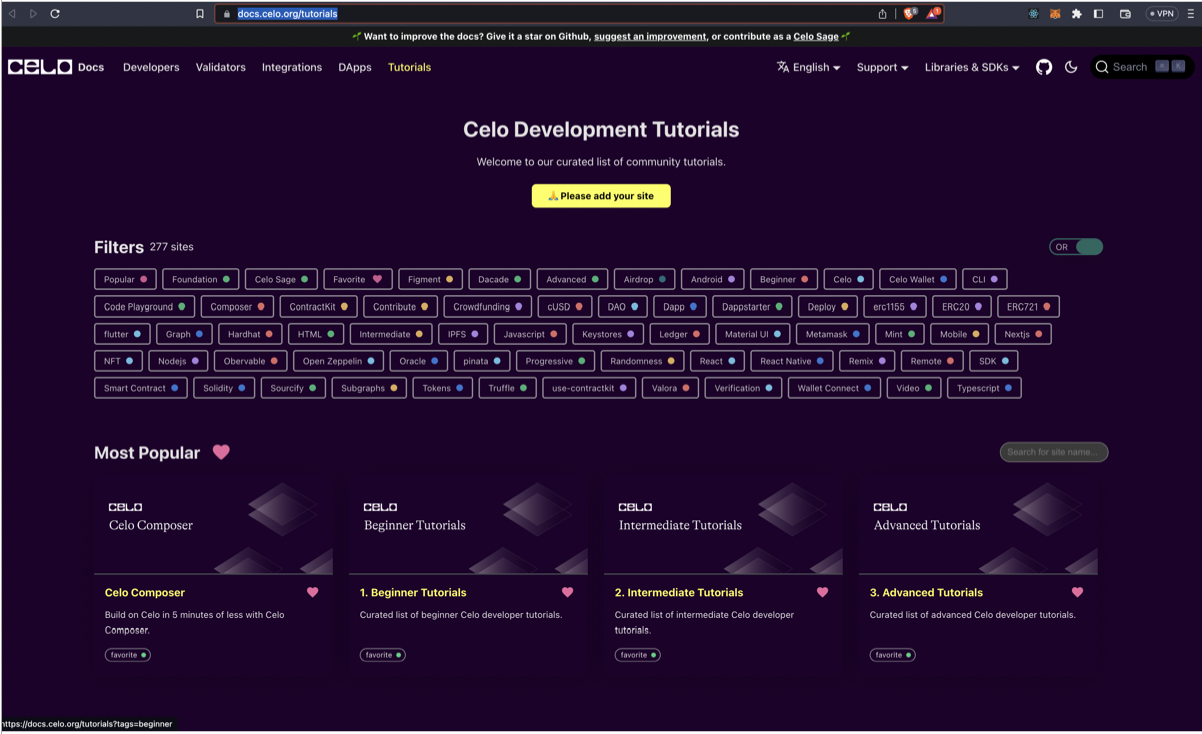 docs.celo.org/tutorials
5
1
VPN
🌱 Want to improve the docs? Give it a star on Github, suggest an improvement, or contribute as a Celo Sage 🌱
CELO Docs Developers Validators Integrations DApps Tutorials English Support Libraries & SDKs Search K
Celo Development Tutorials
Welcome to our curated list of community tutorials.
🙏 Please add your site
Filters 277 sites OR
Popular Foundation Celo Sage Favorite Figment Dacade Advanced Airdrop Android Beginner Celo Celo Wallet CLI
Code Playground Composer ContractKit Contribute Crowdfunding cUSD DAO Dapp Dappstarter Deploy erc1155 ERC20 ERC721
flutter Graph Hardhat HTML Intermediate IPFS Javascript Keystores Ledger Material UI Metamask Mint Mobile Nextjs
NFT Nodejs Obervable Open Zeppelin Oracle pinata Progressive Randomness React React Native Remix Remote SDK
Smart Contract Solidity Sourcify Subgraphs Tokens Truffle use-contractkit Valora Verification Wallet Connect Video Typescript
Most Popular
Search for site name...
CELO
Celo Composer
Celo Composer
Build on Celo in 5 minutes of less with Celo
Composer.
favorite
CELO
Beginner Tutorials
1. Beginner Tutorials
Curated list of beginner Celo developer tutorials.
favorite
CELO
Intermediate Tutorials
2. Intermediate Tutorials
Curated list of intermediate Celo developer
tutorials.
favorite
CELO
Advanced Tutorials
3. Advanced Tutorials
Curated list of advanced Celo developer tutorials.
favorite
https://docs.celo.org/tutorials?tags=beginner